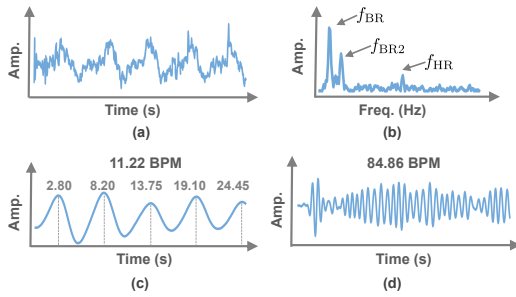 Amp.
Time (s)
(a)
f_BR
f_BR2
f_HR
Amp.
Freq. (Hz)
(b)
11.22 BPM
2.80 8.20 13.75 19.10 24.45
Amp.
Time (s)
(c)
84.86 BPM
Amp.
Time (s)
(d)